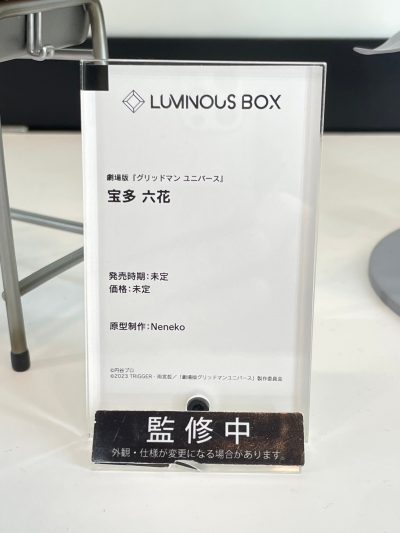 LUMINOUS BOX
劇場版『グリッドマン ユニバース』
宝多 六花
発売時期：未定
価格：未定
原型制作：Neneko
©円谷プロ
©2023 TRIGGER・雨宮哲／「劇場版グリッドマンユニバース」製作委員会
監修中
外観・仕様が変更になる場合があります。